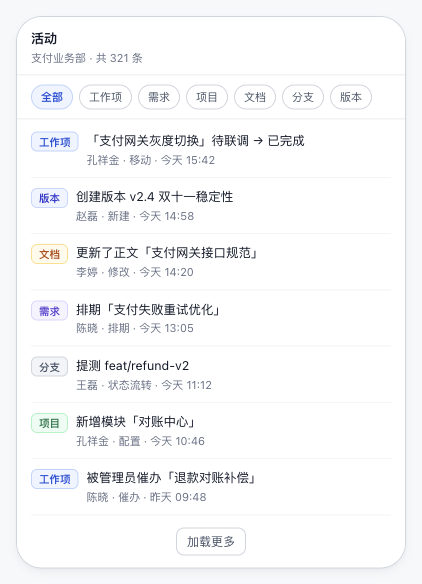 活动
支付业务部 · 共 321 条
全部 工作项 需求 项目 文档 分支 版本
工作项 「支付网关灰度切换」待联调 → 已完成
孔祥金 · 移动 · 今天 15:42
版本 创建版本 v2.4 双十一稳定性
赵磊 · 新建 · 今天 14:58
文档 更新了正文「支付网关接口规范」
李婷 · 修改 · 今天 14:20
需求 排期「支付失败重试优化」
陈晓 · 排期 · 今天 13:05
分支 提测 feat/refund-v2
王磊 · 状态流转 · 今天 11:12
项目 新增模块「对账中心」
孔祥金 · 配置 · 今天 10:46
工作项 被管理员催办「退款对账补偿」
陈晓 · 催办 · 昨天 09:48
加载更多